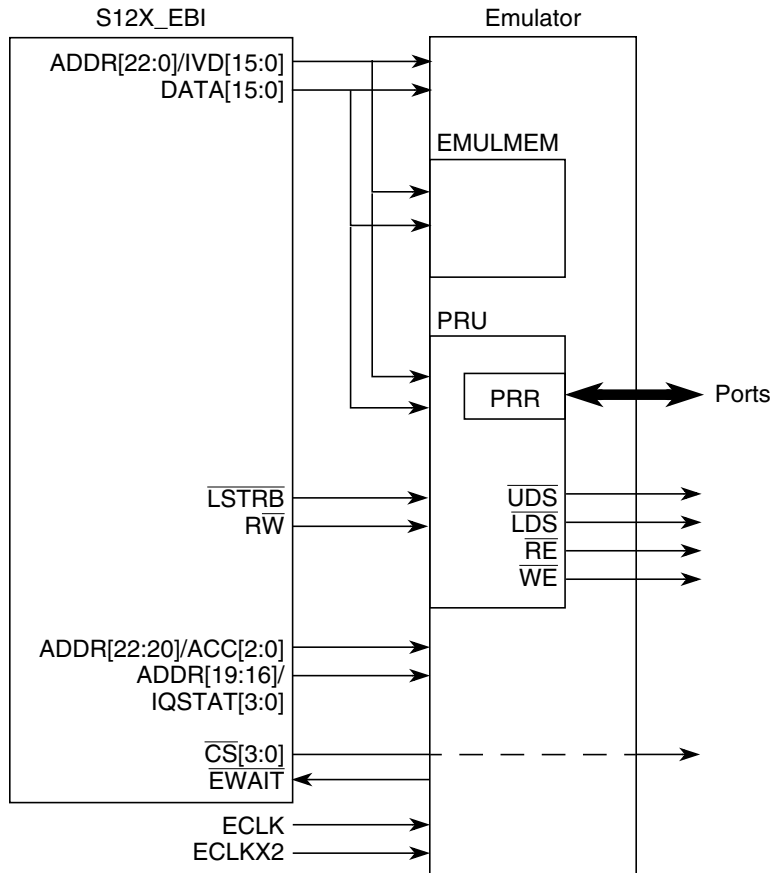 S12X_EBI
Emulator
ADDR[22:0]/IVD[15:0]
DATA[15:0]
EMULMEM
PRU
PRR
Ports
LSTRB
RW
UDS
LDS
RE
WE
ADDR[22:20]/ACC[2:0]
ADDR[19:16]/
IQSTAT[3:0]
CS[3:0]
EWAIT
ECLK
ECLKX2